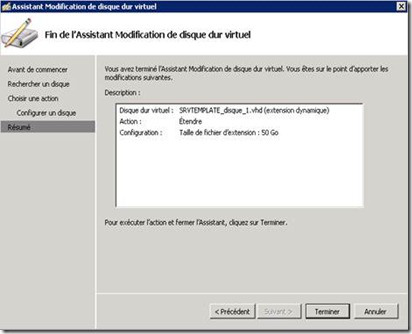 Assistant Modification de disque dur virtuel
Fin de l'Assistant Modification de disque dur virtuel
Avant de commencer
Rechercher un disque
Choisir une action
Configurer un disque
Résumé
Vous avez terminé l'Assistant Modification de disque dur virtuel. Vous êtes sur le point d'apporter les
modifications suivantes.
Description :
Disque dur virtuel : SRVTEMPLATE_disque_1.vhd (extension dynamique)
Action : Étendre
Configuration : Taille de fichier d'extension : 50 Go
Pour exécuter l'action et fermer l'Assistant, cliquez sur Terminer.
< Précédent Suivant > Terminer Annuler